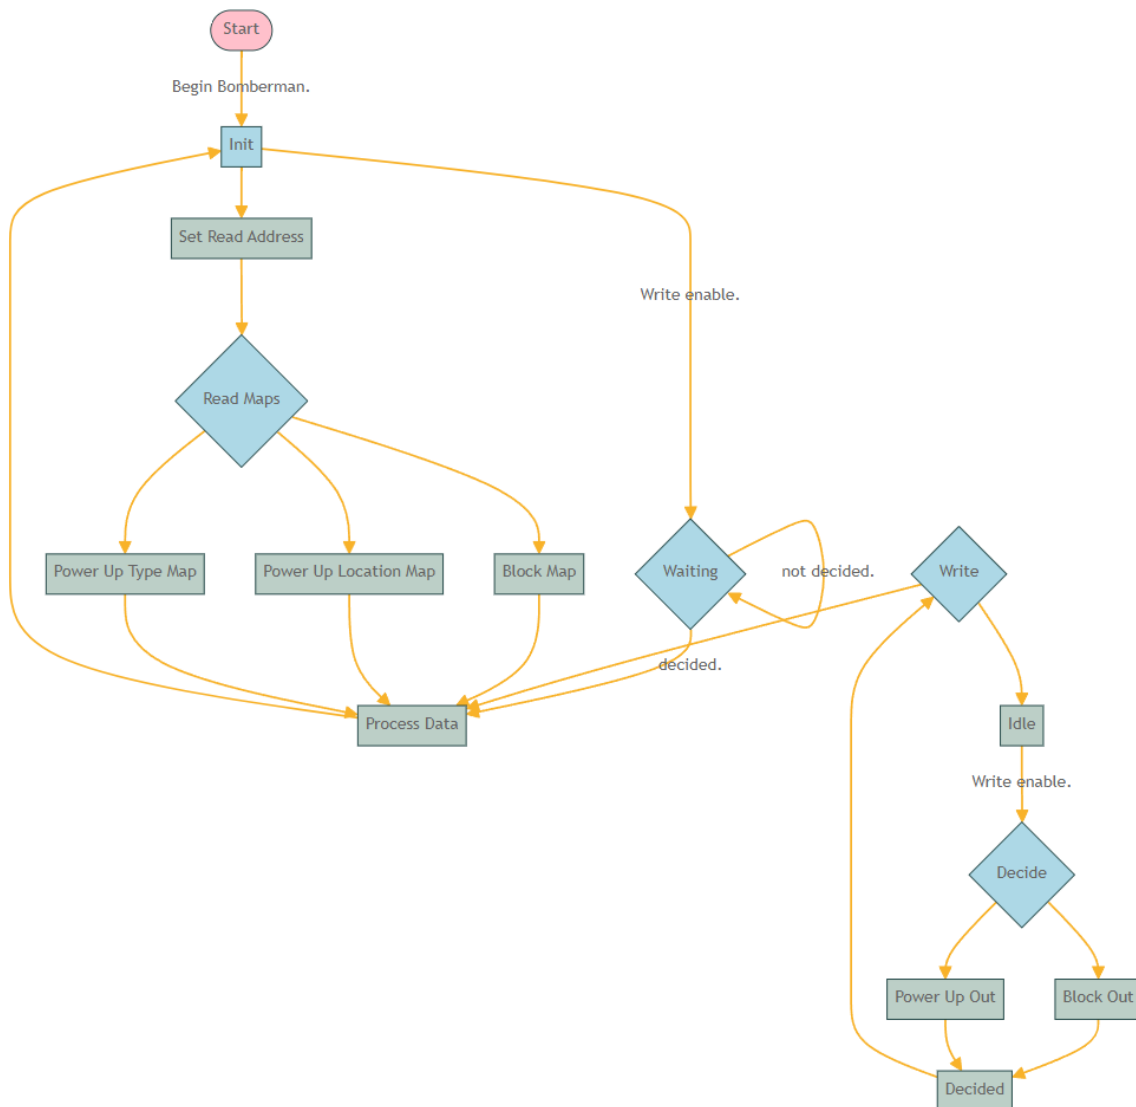 Start
Begin Bomberman.
Init
Set Read Address
Write enable.
Read Maps
Power Up Type Map
Power Up Location Map
Block Map
Waiting
not decided.
Write
decided.
Process Data
Idle
Write enable.
Decide
Power Up Out
Block Out
Decided